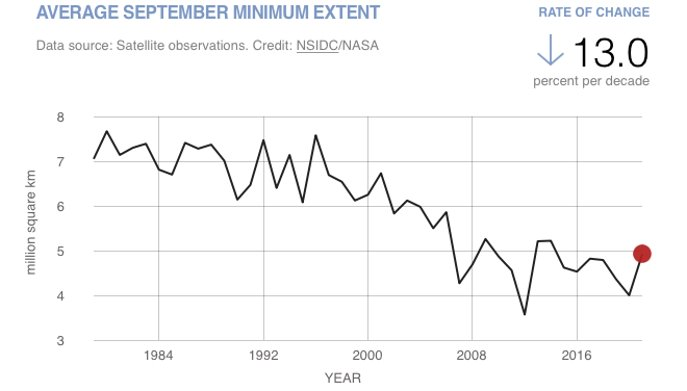 AVERAGE SEPTEMBER MINIMUM EXTENT
RATE OF CHANGE
Data source: Satellite observations. Credit: NSIDC/NASA
↓ 13.0
percent per decade
8
7
6
5
4
3
million square km
1984 1992 2000 2008 2016
YEAR